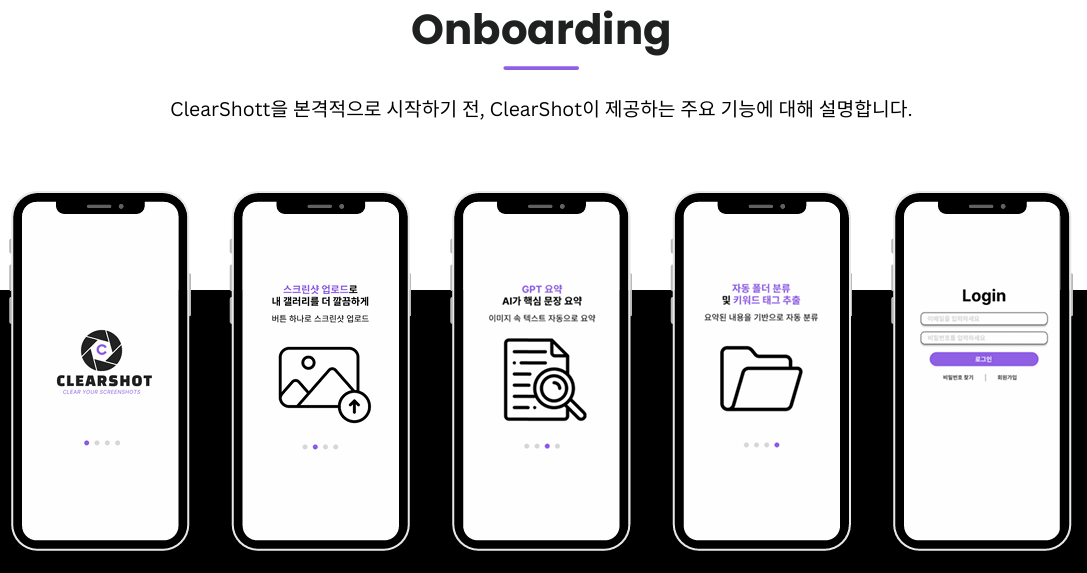 Onboarding
ClearShott을 본격적으로 시작하기 전, ClearShot이 제공하는 주요 기능에 대해 설명합니다.
C
CLEARSHOT
CLEAR YOUR SCREENSHOTS
스크린샷 업로드로
내 갤러리를 더 깔끔하게
버튼 하나로 스크린샷 업로드
GPT 요약
AI가 핵심 문장 요약
이미지 속 텍스트 자동으로 요약
자동 폴더 분류
및 키워드 태그 추출
요약된 내용을 기반으로 자동 분류
Login
이메일을 입력하세요
비밀번호를 입력하세요
로그인
비밀번호 찾기 | 회원가입